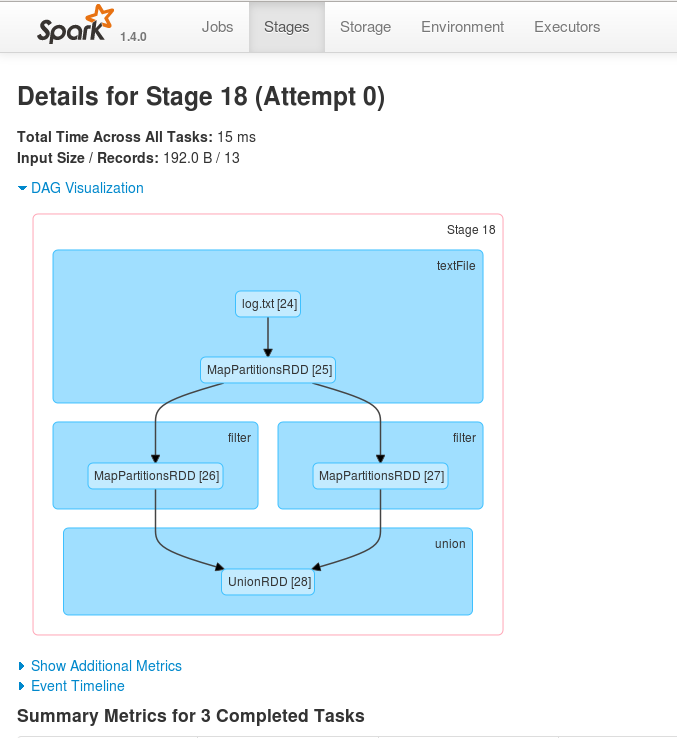 Spark 1.4.0 Jobs Stages Storage Environment Executors
Details for Stage 18 (Attempt 0)
Total Time Across All Tasks: 15 ms
Input Size / Records: 192.0 B / 13
DAG Visualization
Stage 18
textFile
log.txt [24]
MapPartitionsRDD [25]
filter
filter
MapPartitionsRDD [26]
MapPartitionsRDD [27]
union
UnionRDD [28]
Show Additional Metrics
Event Timeline
Summary Metrics for 3 Completed Tasks